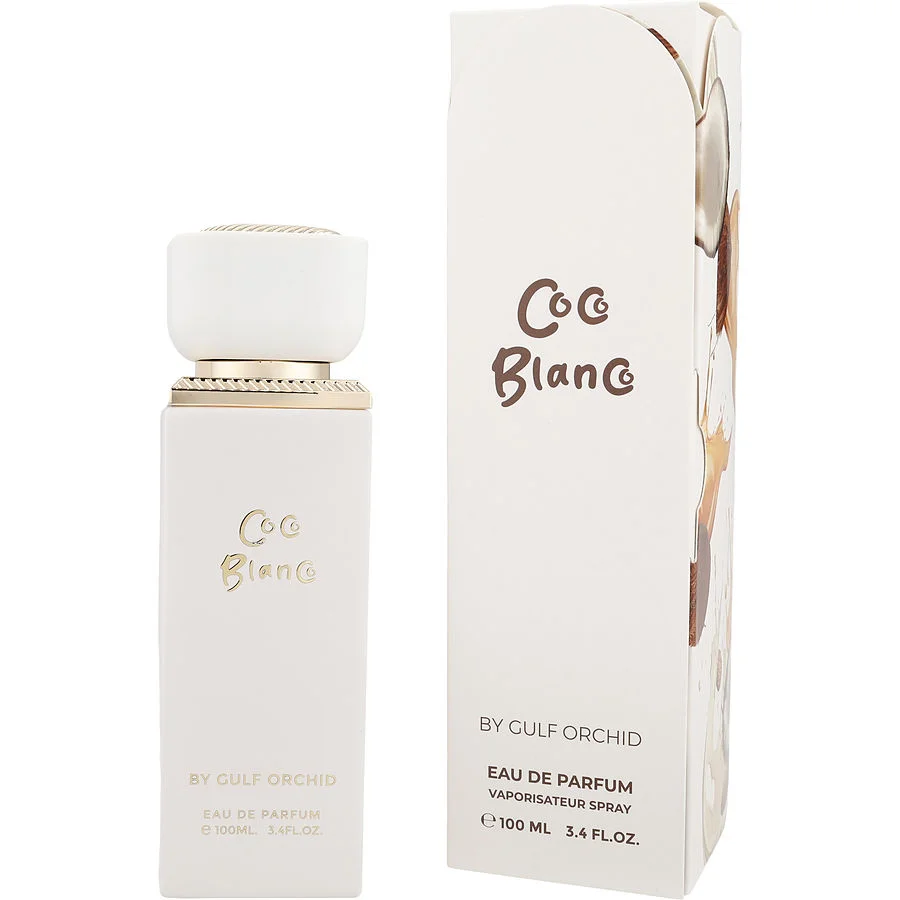 Coco
Blanco
BY GULF ORCHID
EAU DE PARFUM
℮100ML. 3.4FL.OZ.
Coco
Blanco
BY GULF ORCHID
EAU DE PARFUM
VAPORISATEUR SPRAY
℮100 ML 3.4 FL.OZ.